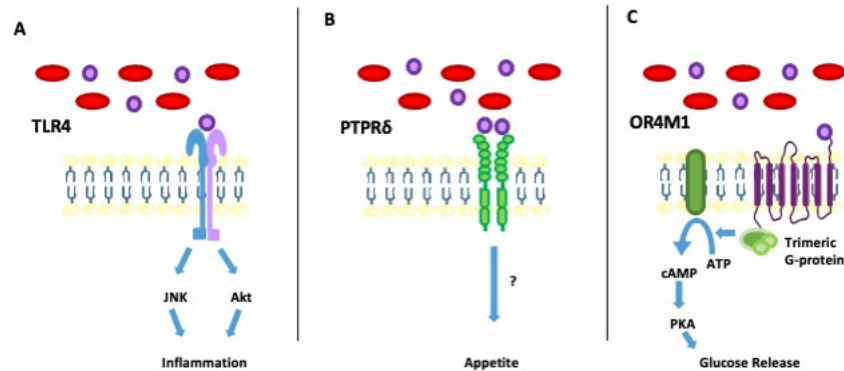 A
TLR4
JNK
Akt
Inflammation
B
PTPRδ
?
Appetite
C
OR4M1
Trimeric
G-protein
ATP
cAMP
PKA
Glucose Release